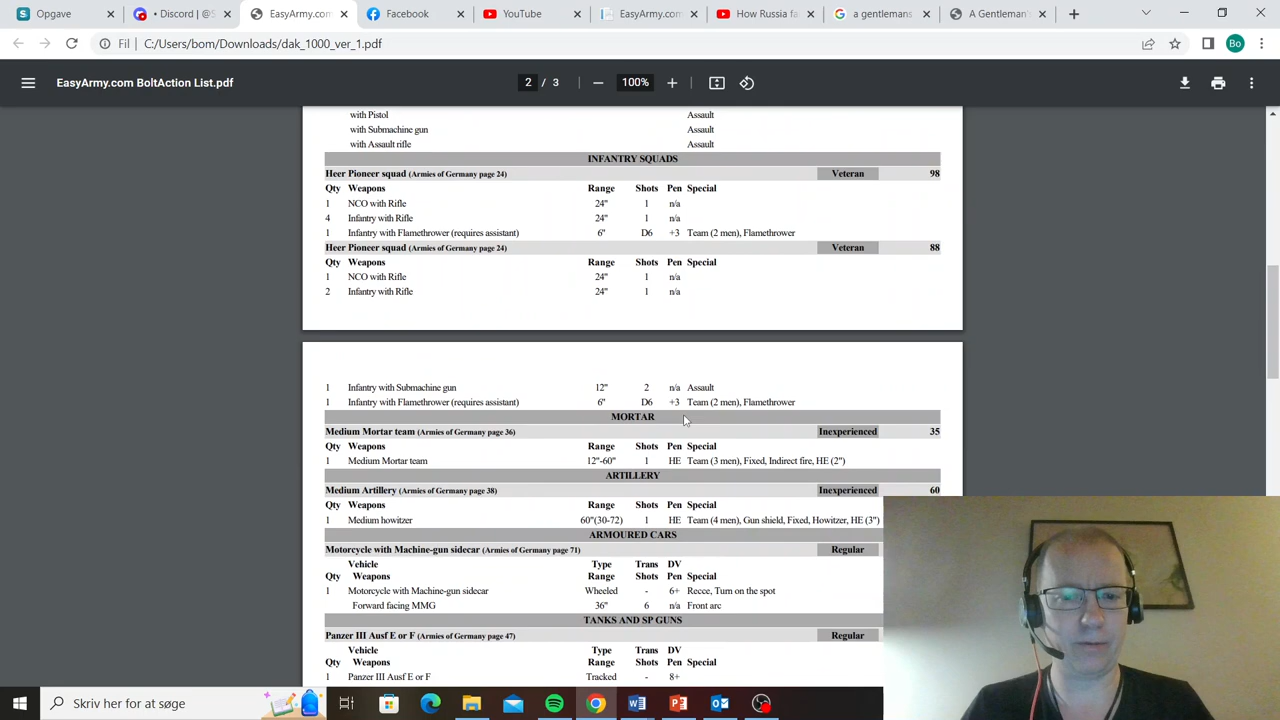 Opgave
Discord | @S
EasyArmy.com
Facebook
YouTube
EasyArmy.com
How Russia fa
a gentlemans
A Gentleman's
Fil C:/Users/bom/Downloads/dak_1000_ver_1.pdf
Bo
EasyArmy.com BoltAction List.pdf
2 / 3
100%
with Pistol Assault
with Submachine gun Assault
with Assault rifle Assault
INFANTRY SQUADS
Heer Pioneer squad (Armies of Germany page 24) Veteran 98
Qty Weapons Range Shots Pen Special
1 NCO with Rifle 24" 1 n/a
4 Infantry with Rifle 24" 1 n/a
1 Infantry with Flamethrower (requires assistant) 6" D6 +3 Team (2 men), Flamethrower
Heer Pioneer squad (Armies of Germany page 24) Veteran 88
Qty Weapons Range Shots Pen Special
1 NCO with Rifle 24" 1 n/a
2 Infantry with Rifle 24" 1 n/a
1 Infantry with Submachine gun 12" 2 n/a Assault
1 Infantry with Flamethrower (requires assistant) 6" D6 +3 Team (2 men), Flamethrower
MORTAR
Medium Mortar team (Armies of Germany page 36) Inexperienced 35
Qty Weapons Range Shots Pen Special
1 Medium Mortar team 12"-60" 1 HE Team (3 men), Fixed, Indirect fire, HE (2")
ARTILLERY
Medium Artillery (Armies of Germany page 38) Inexperienced 60
Qty Weapons Range Shots Pen Special
1 Medium howitzer 60"(30-72) 1 HE Team (4 men), Gun shield, Fixed, Howitzer, HE (3")
ARMOURED CARS
Motorcycle with Machine-gun sidecar (Armies of Germany page 71) Regular
Vehicle Type Trans DV
Qty Weapons Range Shots Pen Special
1 Motorcycle with Machine-gun sidecar Wheeled - 6+ Recce, Turn on the spot
Forward facing MMG 36" 6 n/a Front arc
TANKS AND SP GUNS
Panzer III Ausf E or F (Armies of Germany page 47) Regular
Vehicle Type Trans DV
Qty Weapons Range Shots Pen Special
1 Panzer III Ausf E or F Tracked - 8+
Skriv her for at søge